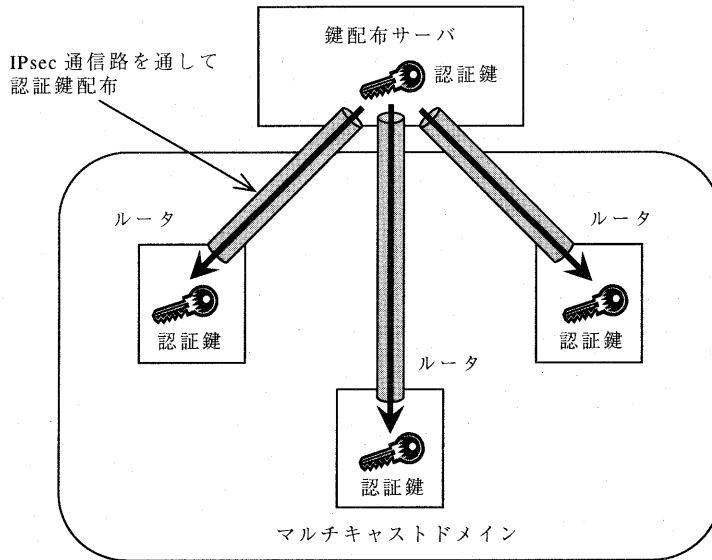 鍵配布サーバ
IPsec 通信路を通して
認証鍵配布
認証鍵
ルータ
ルータ
認証鍵
認証鍵
ルータ
認証鍵
マルチキャストドメイン